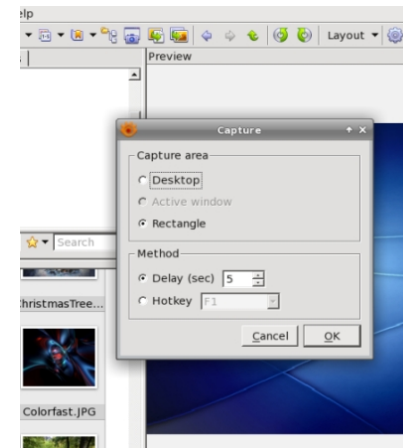 elp
Layout
Preview
Capture
Capture area
Desktop
Active window
Rectangle
Search
Method
Delay (sec) 5
Hotkey F1
ChristmasTree...
Cancel OK
Colorfast.JPG